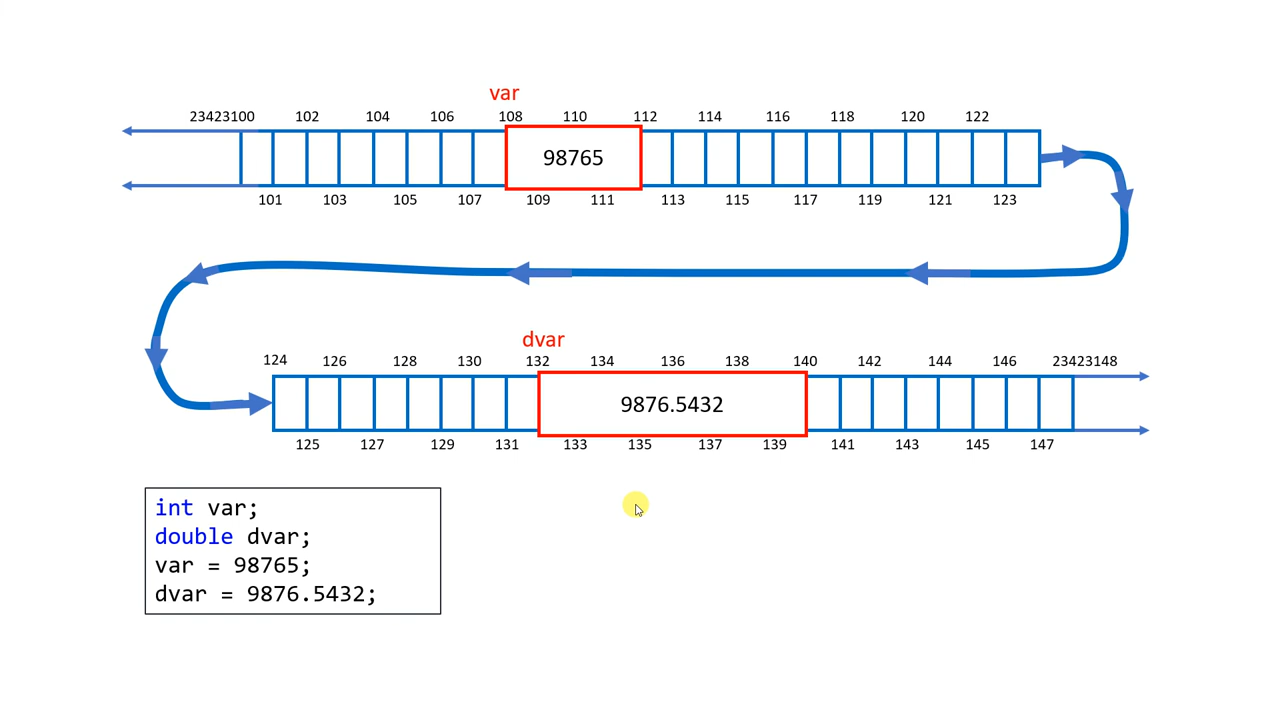 var
23423100 102 104 106 108 110 112 114 116 118 120 122
98765
101 103 105 107 109 111 113 115 117 119 121 123
dvar
124 126 128 130 132 134 136 138 140 142 144 146 23423148
9876.5432
125 127 129 131 133 135 137 139 141 143 145 147
int var;
double dvar;
var = 98765;
dvar = 9876.5432;